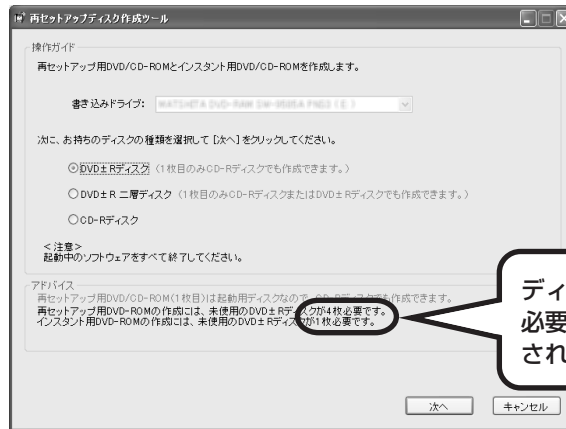 再セットアップディスク作成ツール
操作ガイド
再セットアップ用DVD/CD-ROMとインスタント用DVD/CD-ROMを作成します。
書き込みドライブ:
次に、お持ちのディスクの種類を選択して [次へ] をクリックしてください。
DVD±Rディスク (1枚目のみCD-Rディスクでも作成できます。)
DVD±R 二層ディスク (1枚目のみCD-RディスクまたはDVD±Rディスクでも作成できます。)
CD-Rディスク
<注意>
起動中のソフトウェアをすべて終了してください。
アドバイス
再セットアップ用DVD/CD-ROM(1枚目)は起動用ディスクなので、CD-Rディスクでも作成できます。
再セットアップ用DVD-ROMの作成には、未使用のDVD±Rディスクが4枚必要です。
インスタント用DVD-ROMの作成には、未使用のDVD±Rディスクが1枚必要です。
ディ
必要
され
次へ
キャンセル